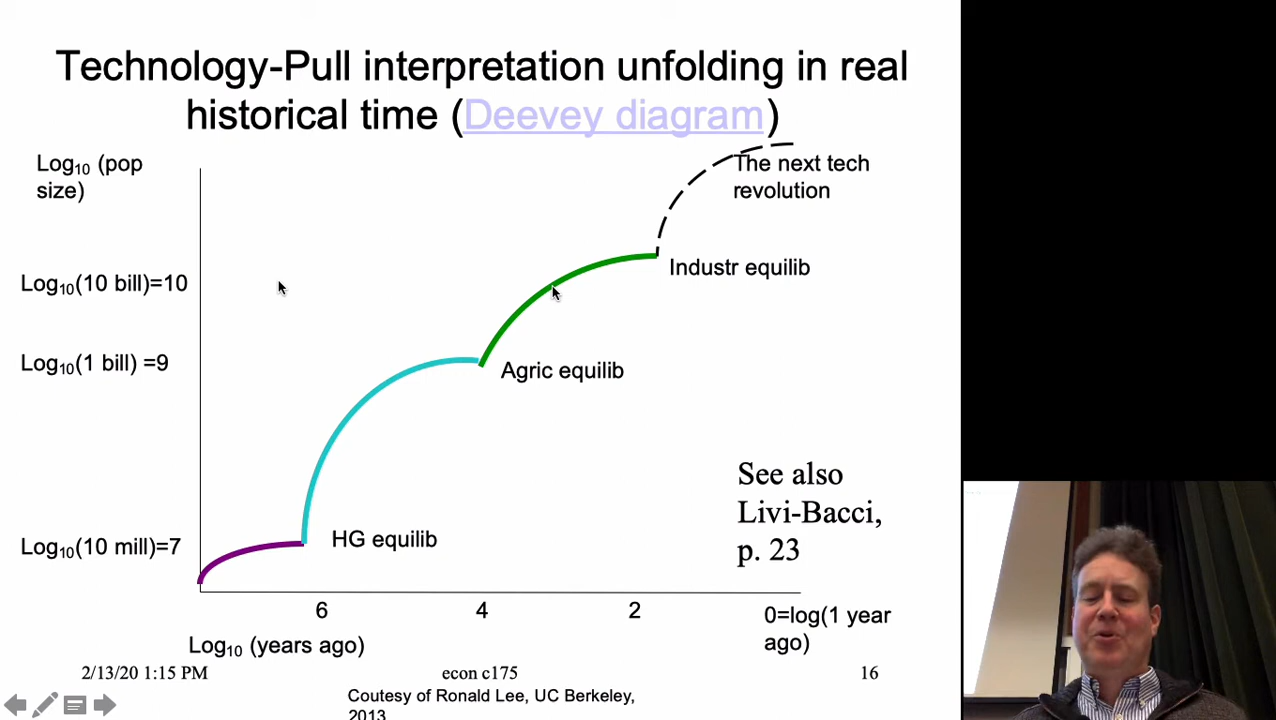 Technology-Pull interpretation unfolding in real
historical time (Deevey diagram)
Log₁₀ (pop
size)
The next tech
revolution
Log₁₀(10 bill)=10
Industr equilib
Log₁₀(1 bill) =9
Agric equilib
See also
Livi-Bacci,
p. 23
Log₁₀(10 mill)=7
HG equilib
6
4
2
0=log(1 year
ago)
Log₁₀ (years ago)
2/13/20 1:15 PM
econ c175
16
Coutesy of Ronald Lee, UC Berkeley,
2013